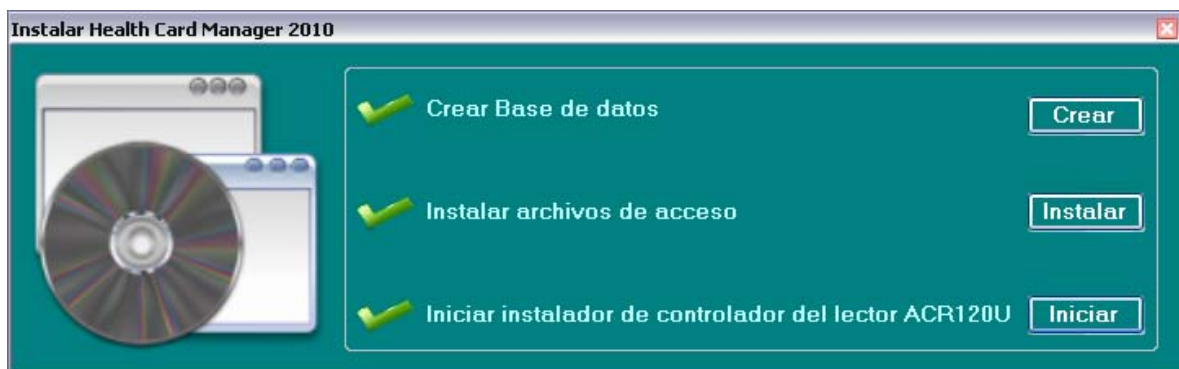 Instalar Health Card Manager 2010
Crear Base de datos
Crear
Instalar archivos de acceso
Instalar
Iniciar instalador de controlador del lector ACR120U
Iniciar